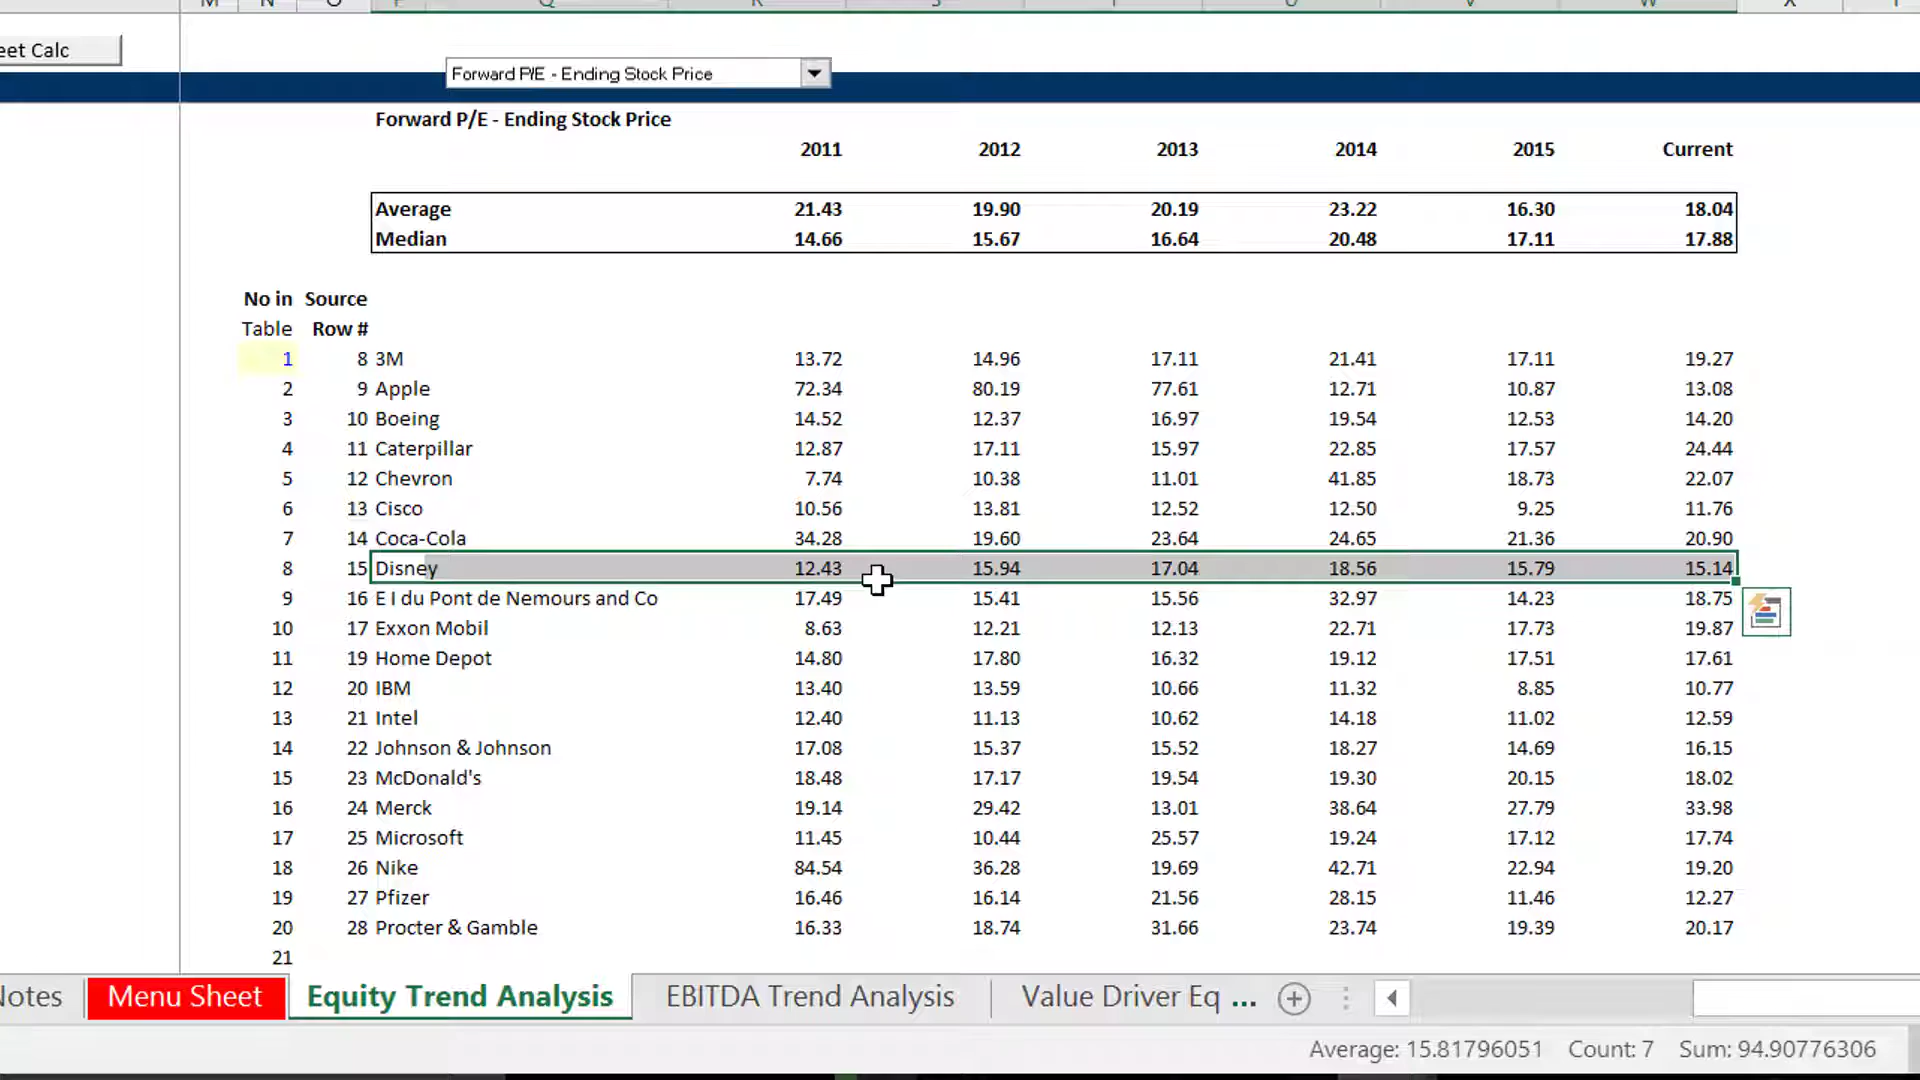 M N O P Q R S T U V W X
eet Calc
Forward P/E - Ending Stock Price
Forward P/E - Ending Stock Price
2011 2012 2013 2014 2015 Current
Average 21.43 19.90 20.19 23.22 16.30 18.04
Median 14.66 15.67 16.64 20.48 17.11 17.88
No in Source
Table Row #
1 8 3M 13.72 14.96 17.11 21.41 17.11 19.27
2 9 Apple 72.34 80.19 77.61 12.71 10.87 13.08
3 10 Boeing 14.52 12.37 16.97 19.54 12.53 14.20
4 11 Caterpillar 12.87 17.11 15.97 22.85 17.57 24.44
5 12 Chevron 7.74 10.38 11.01 41.85 18.73 22.07
6 13 Cisco 10.56 13.81 12.52 12.50 9.25 11.76
7 14 Coca-Cola 34.28 19.60 23.64 24.65 21.36 20.90
8 15 Disney 12.43 15.94 17.04 18.56 15.79 15.14
9 16 E I du Pont de Nemours and Co 17.49 15.41 15.56 32.97 14.23 18.75
10 17 Exxon Mobil 8.63 12.21 12.13 22.71 17.73 19.87
11 19 Home Depot 14.80 17.80 16.32 19.12 17.51 17.61
12 20 IBM 13.40 13.59 10.66 11.32 8.85 10.77
13 21 Intel 12.40 11.13 10.62 14.18 11.02 12.59
14 22 Johnson & Johnson 17.08 15.37 15.52 18.27 14.69 16.15
15 23 McDonald's 18.48 17.17 19.54 19.30 20.15 18.02
16 24 Merck 19.14 29.42 13.01 38.64 27.79 33.98
17 25 Microsoft 11.45 10.44 25.57 19.24 17.12 17.74
18 26 Nike 84.54 36.28 19.69 42.71 22.94 19.20
19 27 Pfizer 16.46 16.14 21.56 28.15 11.46 12.27
20 28 Procter & Gamble 16.33 18.74 31.66 23.74 19.39 20.17
21
Notes Menu Sheet Equity Trend Analysis EBITDA Trend Analysis Value Driver Eq ...
Average: 15.81796051 Count: 7 Sum: 94.90776306